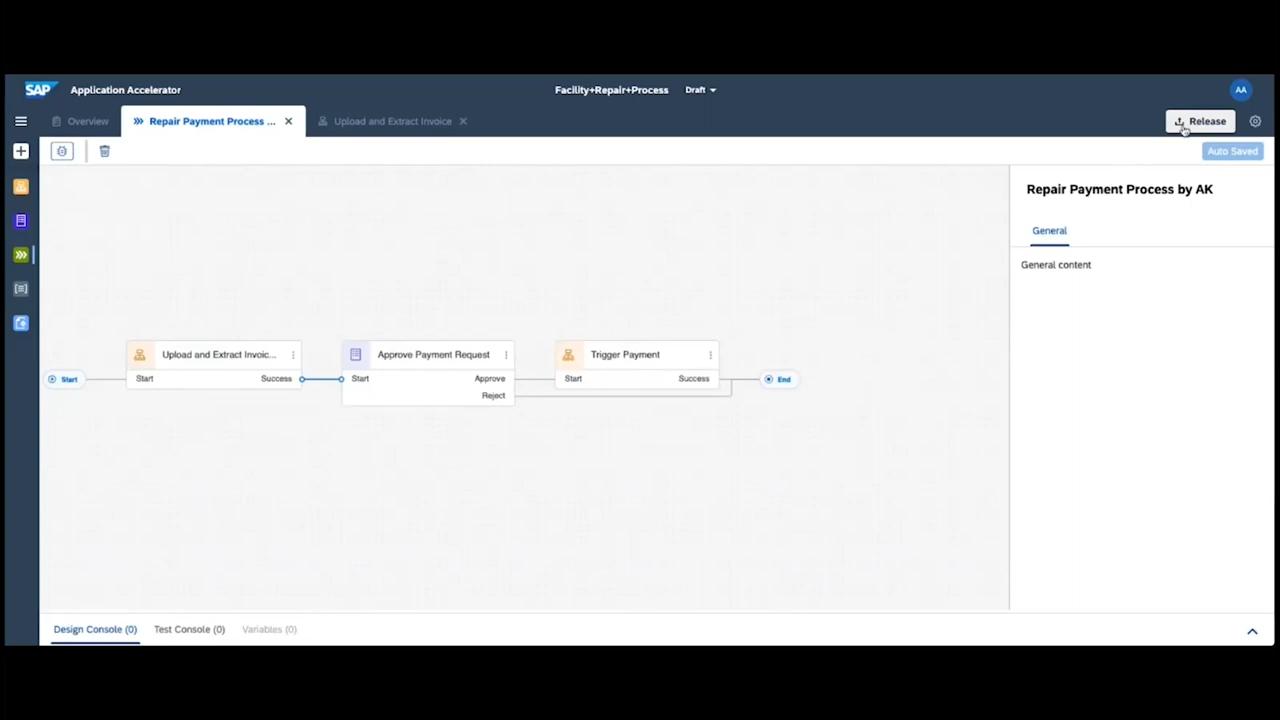 SAP Application Accelerator Facility+Repair+Process Draft AA
Overview Repair Payment Process ... Upload and Extract Invoice Release
Auto Saved
Repair Payment Process by AK
General
General content
Upload and Extract Invoic... Approve Payment Request Trigger Payment
Start Start Success Start Approve Start Success End
Reject
Design Console (0) Test Console (0) Variables (0)